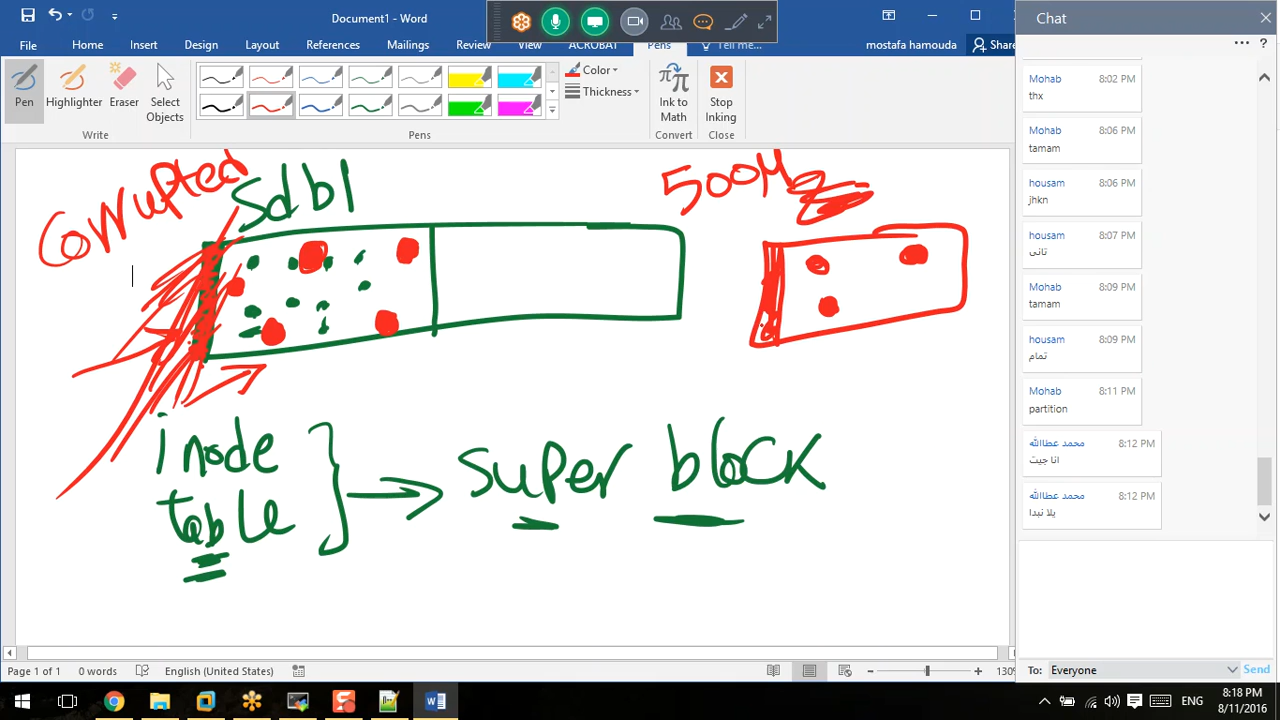 Document1 - Word
File
Home
Insert
Design
Layout
References
Mailings
Review
View
ACROBAT
Pens
Tell me...
mostafa hamouda
Share
Pen
Highlighter
Eraser
Select
Objects
Color
Thickness
Ink to
Math
Stop
Inking
Write
Pens
Convert
Close
Corrupted
Sdb1
500M
inode
table
super block
Page 1 of 1
0 words
English (United States)
130%
Chat
Mohab 8:02 PM
thx
Mohab 8:06 PM
tamam
housam 8:06 PM
jhkn
housam 8:07 PM
تانى
Mohab 8:09 PM
tamam
housam 8:09 PM
تمام
Mohab 8:11 PM
partition
محمد عطاالله 8:12 PM
انا جيت
محمد عطاالله 8:12 PM
يلا نبدا
To: Everyone
Send
ENG
8:18 PM
8/11/2016